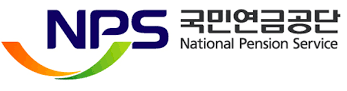 NPS
국민연금공단
National Pension Service